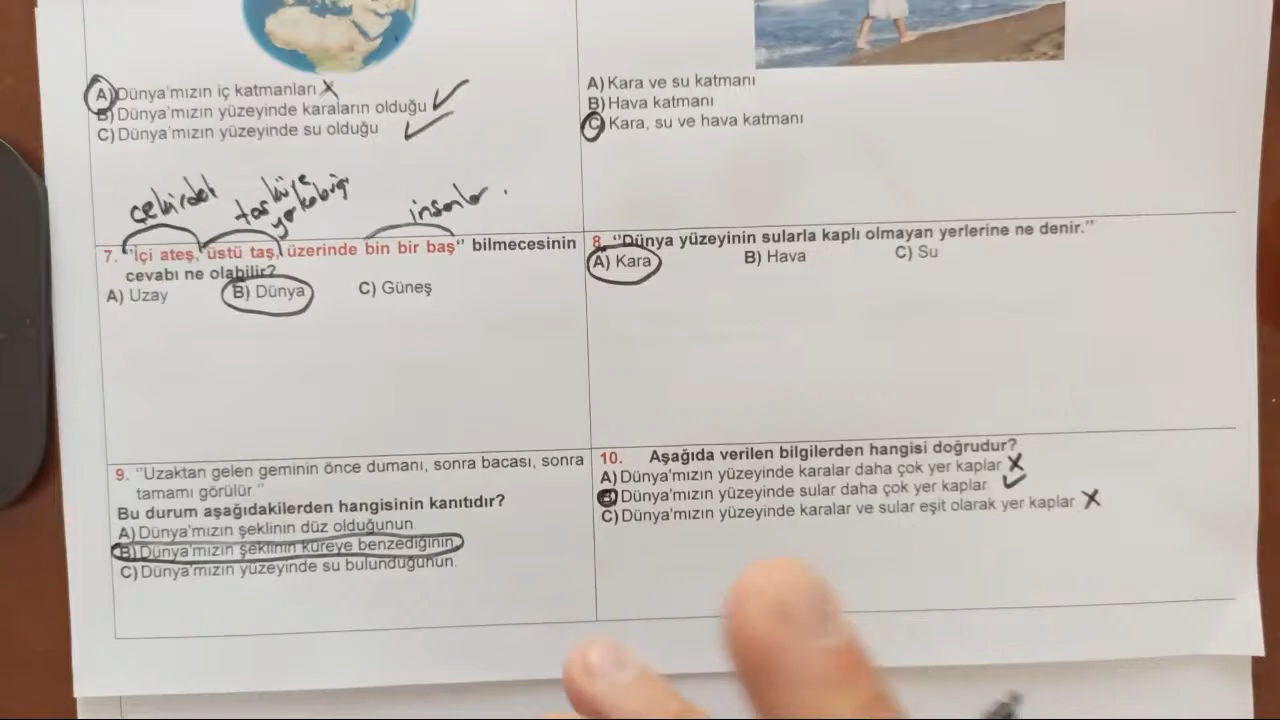 A) Dünya'mızın iç katmanları
B) Dünya'mızın yüzeyinde karaların olduğu
C) Dünya'mızın yüzeyinde su olduğu
A) Kara ve su katmanı
B) Hava katmanı
C) Kara, su ve hava katmanı
çekirdek
taş küre
yer kabuğu
insanlar.
7. "İçi ateş, üstü taş, üzerinde bin bir baş" bilmecesinin
cevabı ne olabilir?
A) Uzay B) Dünya C) Güneş
8. "Dünya yüzeyinin sularla kaplı olmayan yerlerine ne denir."
A) Kara B) Hava C) Su
9. "Uzaktan gelen geminin önce dumanı, sonra bacası, sonra
tamamı görülür."
Bu durum aşağıdakilerden hangisinin kanıtıdır?
A) Dünya'mızın şeklinin düz olduğunun.
B) Dünya'mızın şeklinin küreye benzediğinin.
C) Dünya'mızın yüzeyinde su bulunduğunun.
10. Aşağıda verilen bilgilerden hangisi doğrudur?
A) Dünya'mızın yüzeyinde karalar daha çok yer kaplar
B) Dünya'mızın yüzeyinde sular daha çok yer kaplar
C) Dünya'mızın yüzeyinde karalar ve sular eşit olarak yer kaplar